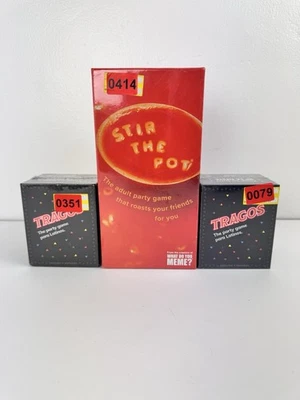 0414
STIR
THE
POT
The adult party game
that roasts your friends
for you.
WHAT DO YOU
MEME?
0351
TRAGOS
The party game
para Latinos.
0079
TRAGOS
The party game
para Latinos.